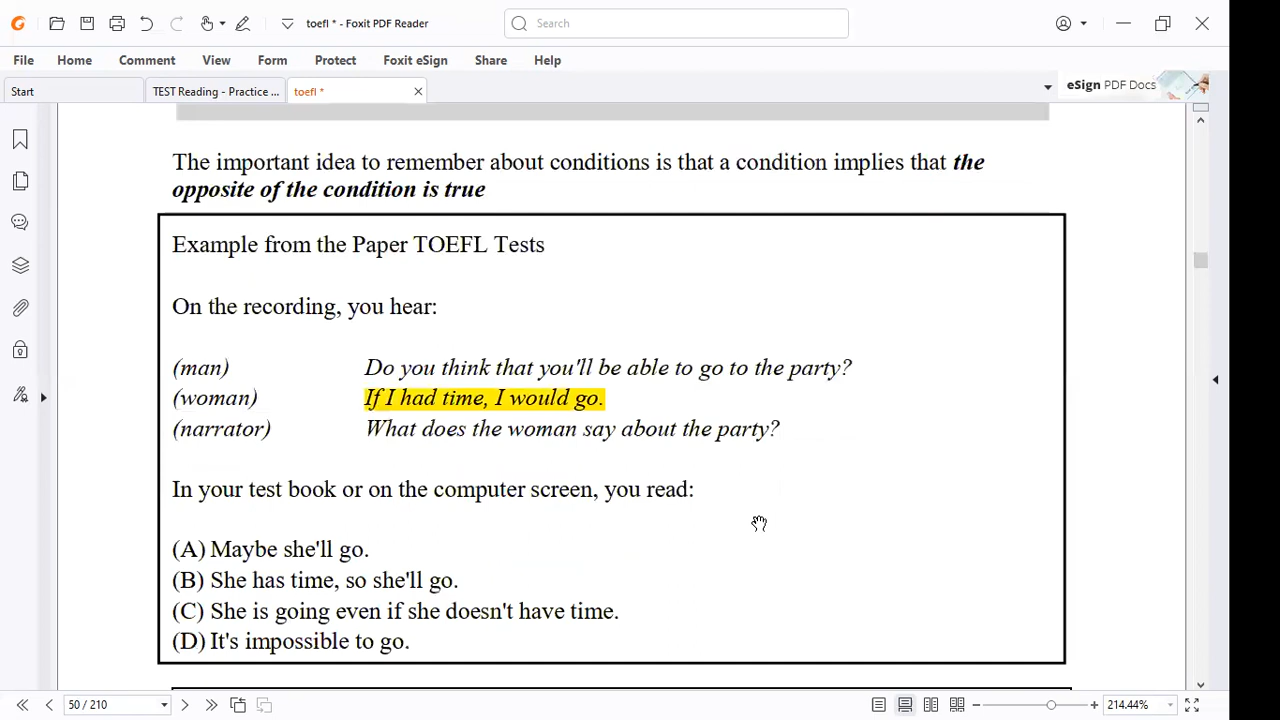 toefl * - Foxit PDF Reader
Search
File Home Comment View Form Protect Foxit eSign Share Help
Start
TEST Reading - Practice ...
toefl *
eSign PDF Docs
The important idea to remember about conditions is that a condition implies that the
opposite of the condition is true
Example from the Paper TOEFL Tests
On the recording, you hear:
(man) Do you think that you'll be able to go to the party?
(woman) If I had time, I would go.
(narrator) What does the woman say about the party?
In your test book or on the computer screen, you read:
(A) Maybe she'll go.
(B) She has time, so she'll go.
(C) She is going even if she doesn't have time.
(D) It's impossible to go.
50 / 210
214.44%